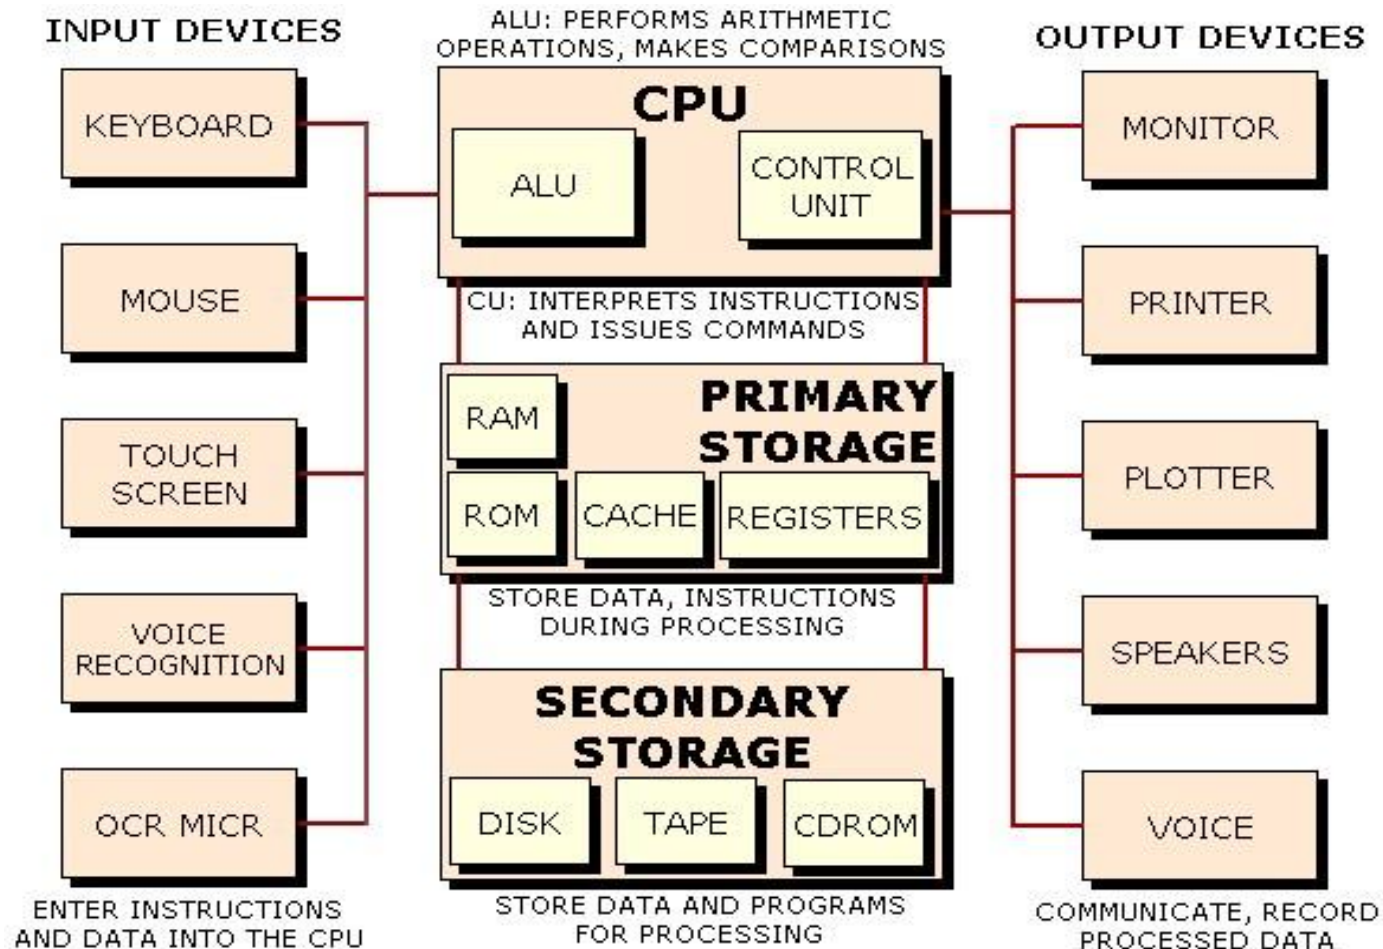 INPUT DEVICES
KEYBOARD
MOUSE
TOUCH
SCREEN
VOICE
RECOGNITION
OCR MICR
ENTER INSTRUCTIONS
AND DATA INTO THE CPU
ALU: PERFORMS ARITHMETIC
OPERATIONS, MAKES COMPARISONS
CPU
ALU
CONTROL
UNIT
CU: INTERPRETS INSTRUCTIONS
AND ISSUES COMMANDS
PRIMARY
STORAGE
RAM
ROM
CACHE
REGISTERS
STORE DATA, INSTRUCTIONS
DURING PROCESSING
SECONDARY
STORAGE
DISK
TAPE
CDROM
STORE DATA AND PROGRAMS
FOR PROCESSING
OUTPUT DEVICES
MONITOR
PRINTER
PLOTTER
SPEAKERS
VOICE
COMMUNICATE, RECORD
PROCESSED DATA